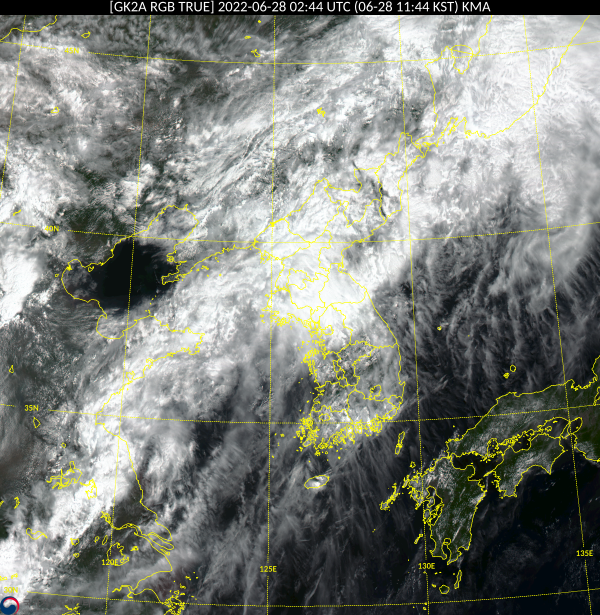 [GK2A RGB TRUE] 2022-06-28 02:44 UTC (06-28 11:44 KST) KMA
35N
120E
125E
130E
135E